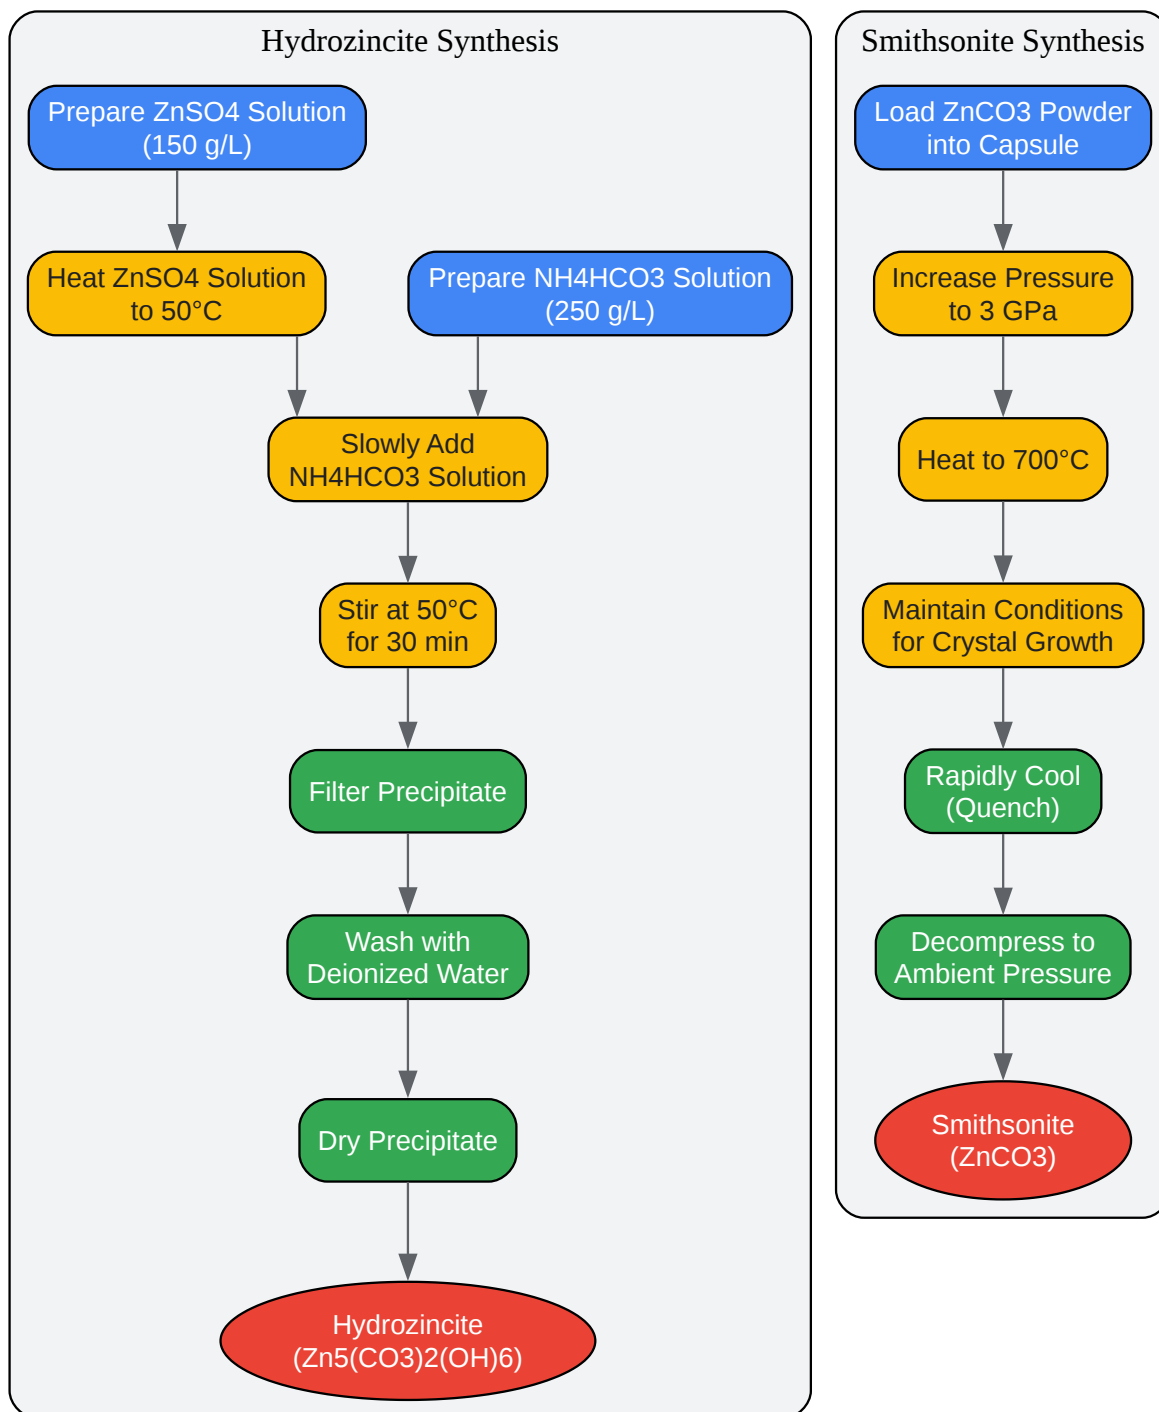 Hydrozincite Synthesis
Prepare ZnSO4 Solution
(150 g/L)
Heat ZnSO4 Solution
to 50°C
Prepare NH4HCO3 Solution
(250 g/L)
Slowly Add
NH4HCO3 Solution
Stir at 50°C
for 30 min
Filter Precipitate
Wash with
Deionized Water
Dry Precipitate
Hydrozincite
(Zn5(CO3)2(OH)6)
Smithsonite Synthesis
Load ZnCO3 Powder
into Capsule
Increase Pressure
to 3 GPa
Heat to 700°C
Maintain Conditions
for Crystal Growth
Rapidly Cool
(Quench)
Decompress to
Ambient Pressure
Smithsonite
(ZnCO3)